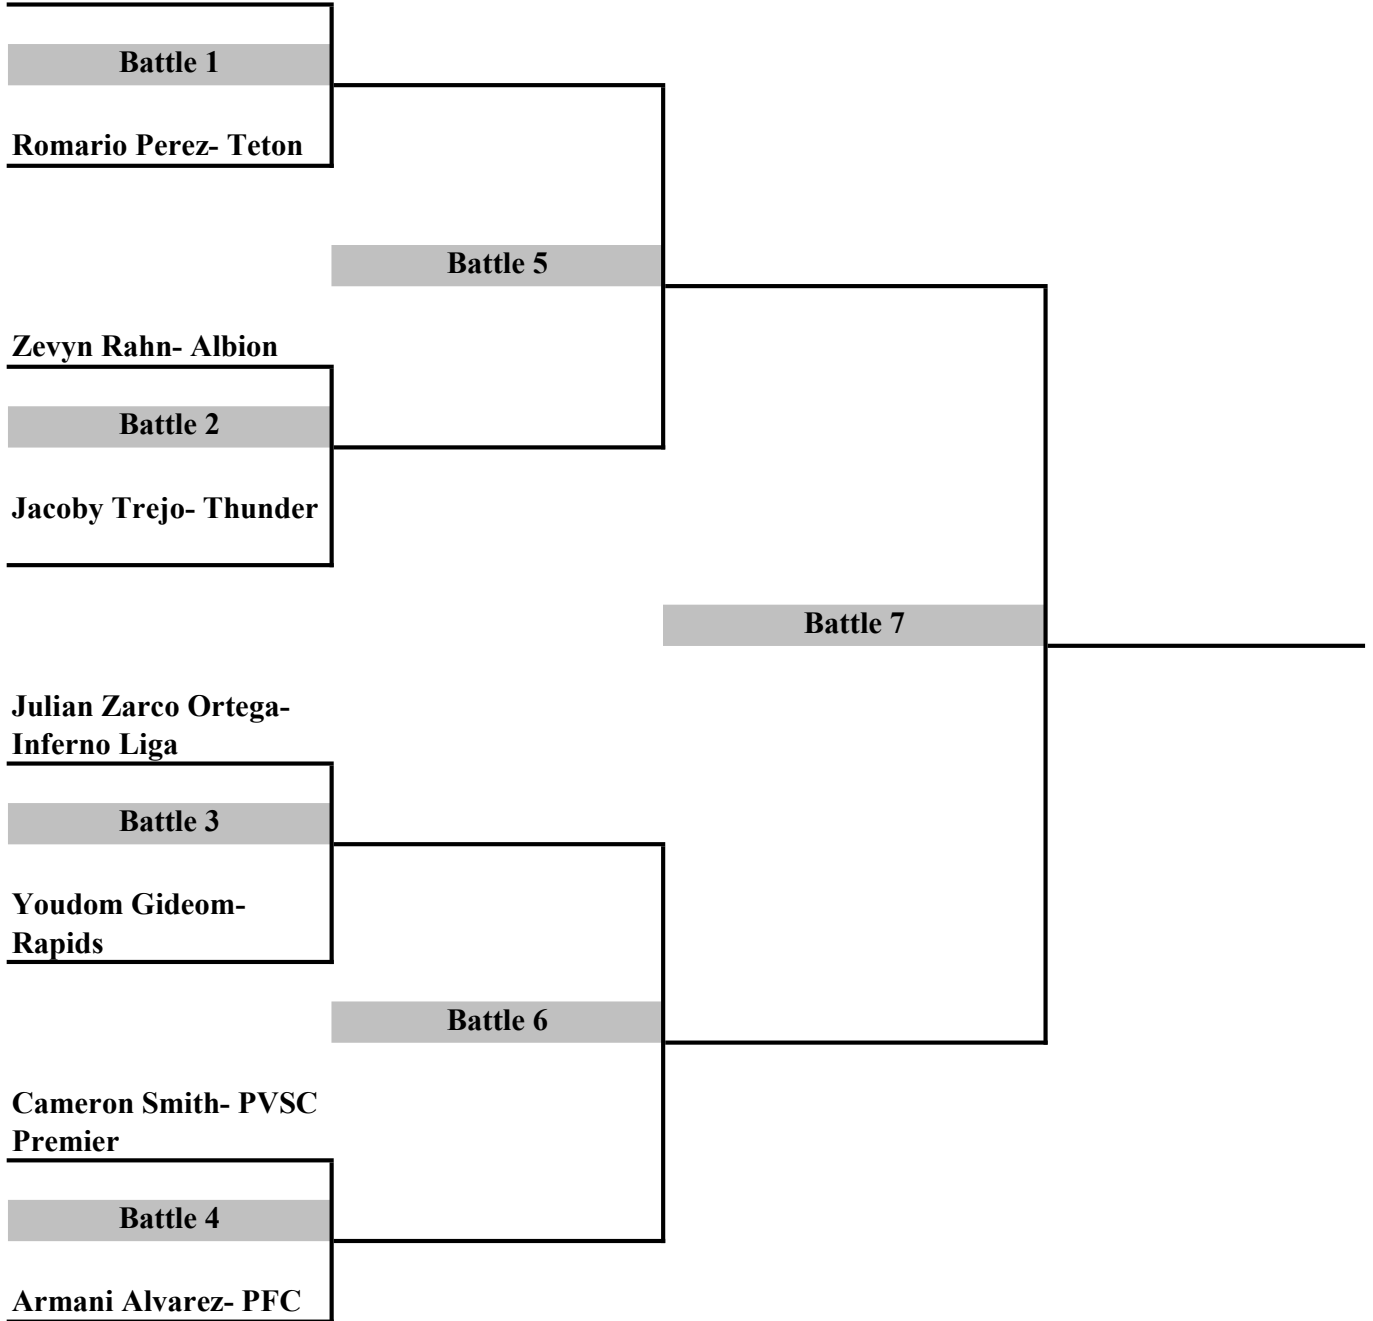 Battle 1
Romario Perez- Teton
Battle 5
Zevyn Rahn- Albion
Battle 2
Jacoby Trejo- Thunder
Battle 7
Julian Zarco Ortega-
Inferno Liga
Battle 3
Youdom Gideom-
Rapids
Battle 6
Cameron Smith- PVSC
Premier
Battle 4
Armani Alvarez- PFC